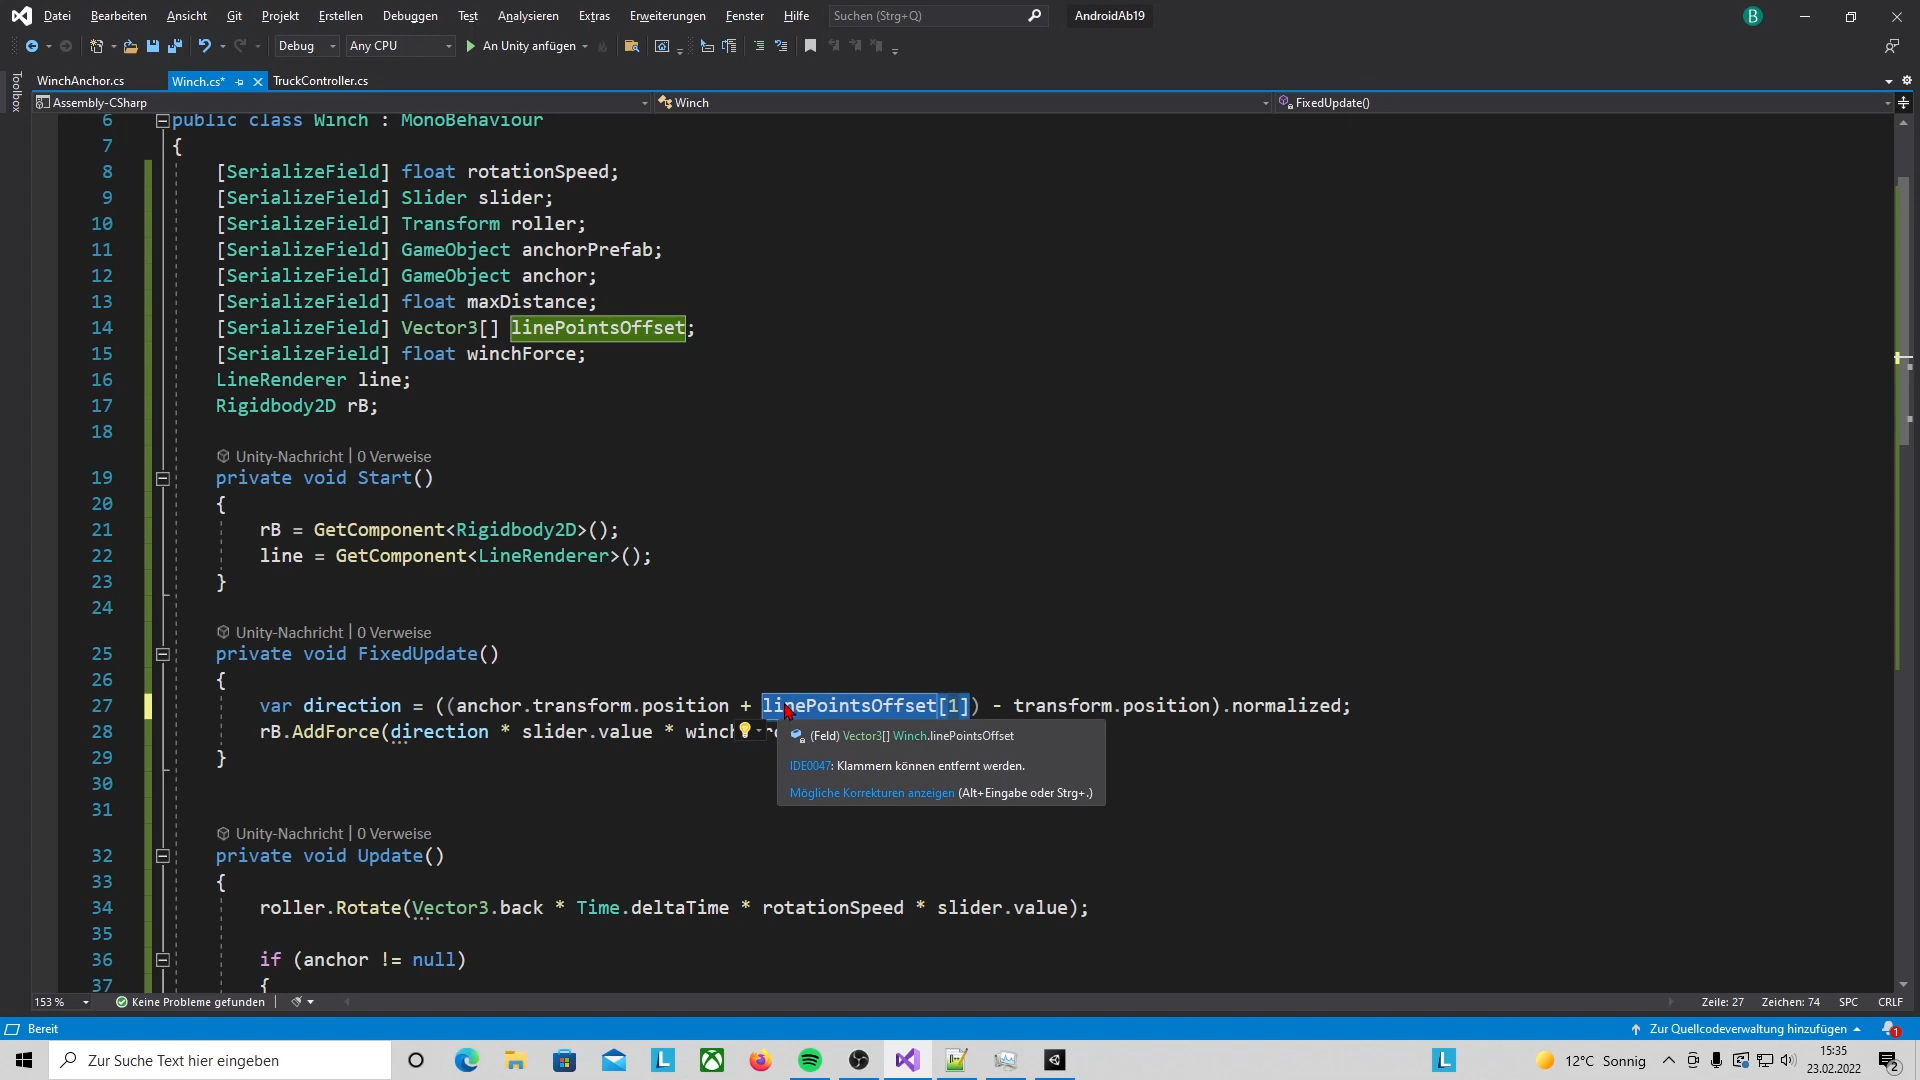 Datei Bearbeiten Ansicht Git Projekt Erstellen Debuggen Test Analysieren Extras Erweiterungen Fenster Hilfe Suchen (Strg+Q) AndroidAb19 B
Debug Any CPU An Unity anfügen
Toolbox
WinchAnchor.cs Winch.cs* TruckController.cs
Assembly-CSharp Winch FixedUpdate()
6 public class Winch : MonoBehaviour
7 {
8 [SerializeField] float rotationSpeed;
9 [SerializeField] Slider slider;
10 [SerializeField] Transform roller;
11 [SerializeField] GameObject anchorPrefab;
12 [SerializeField] GameObject anchor;
13 [SerializeField] float maxDistance;
14 [SerializeField] Vector3[] linePointsOffset;
15 [SerializeField] float winchForce;
16 LineRenderer line;
17 Rigidbody2D rB;
18
Unity-Nachricht | 0 Verweise
19 private void Start()
20 {
21 rB = GetComponent<Rigidbody2D>();
22 line = GetComponent<LineRenderer>();
23 }
24
Unity-Nachricht | 0 Verweise
25 private void FixedUpdate()
26 {
27 var direction = ((anchor.transform.position + linePointsOffset[1]) - transform.position).normalized;
28 rB.AddForce(direction * slider.value * winch
29 }
(Feld) Vector3[] Winch.linePointsOffset
IDE0047: Klammern können entfernt werden.
Mögliche Korrekturen anzeigen (Alt+Eingabe oder Strg+.)
30
31
Unity-Nachricht | 0 Verweise
32 private void Update()
33 {
34 roller.Rotate(Vector3.back * Time.deltaTime * rotationSpeed * slider.value);
35
36 if (anchor != null)
37 {
153 % Keine Probleme gefunden Zeile: 27 Zeichen: 74 SPC CRLF
Bereit Zur Quellcodeverwaltung hinzufügen 1
Zur Suche Text hier eingeben 12°C Sonnig 15:35
23.02.2022 2